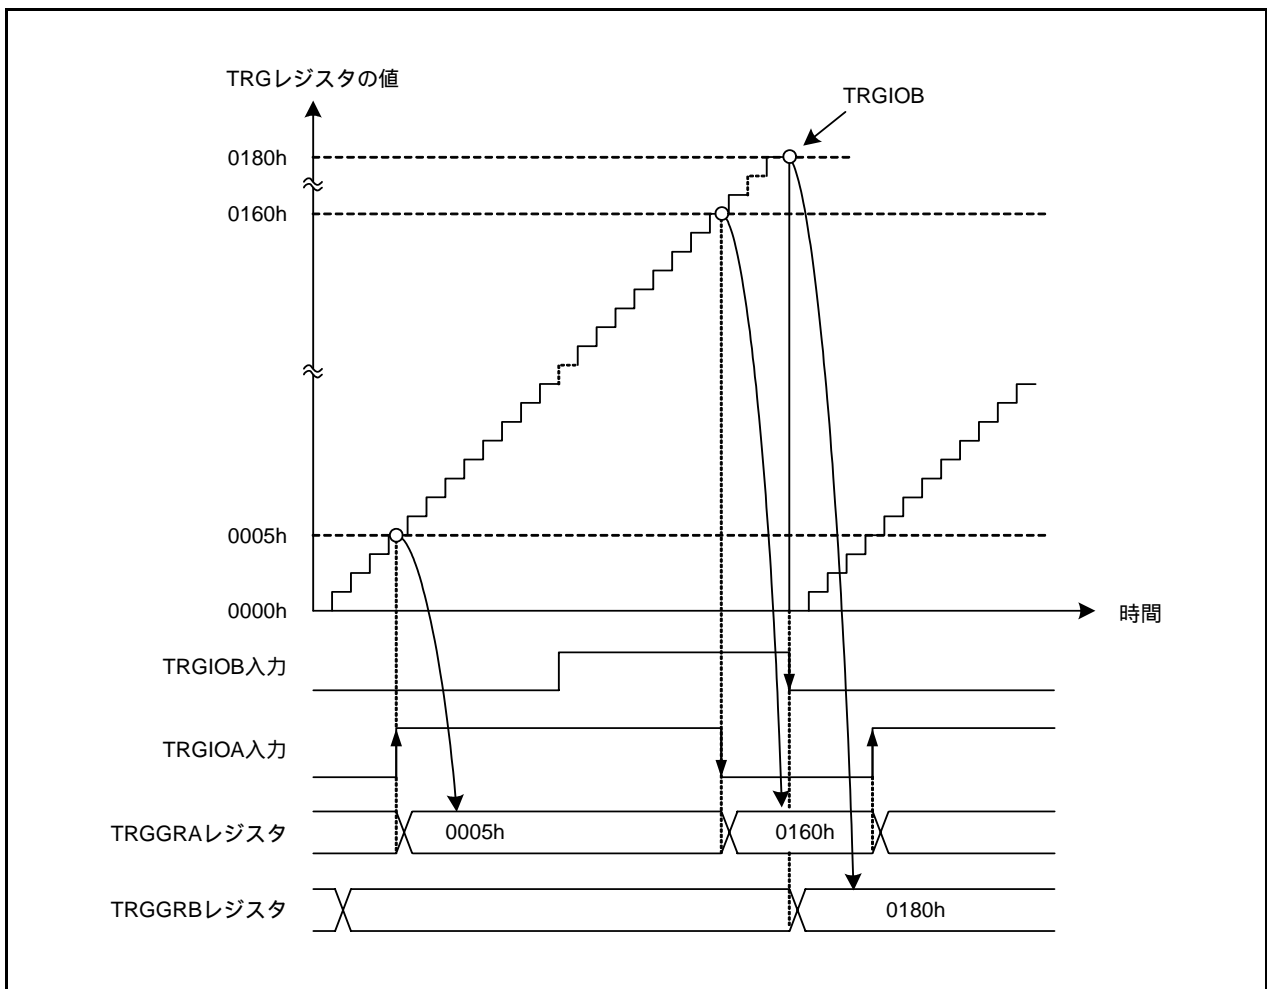 TRGレジスタの値
TRGIOB
0180h
0160h
0005h
0000h
時間
TRGIOB入力
TRGIOA入力
TRGGRAレジスタ
0005h
0160h
TRGGRBレジスタ
0180h